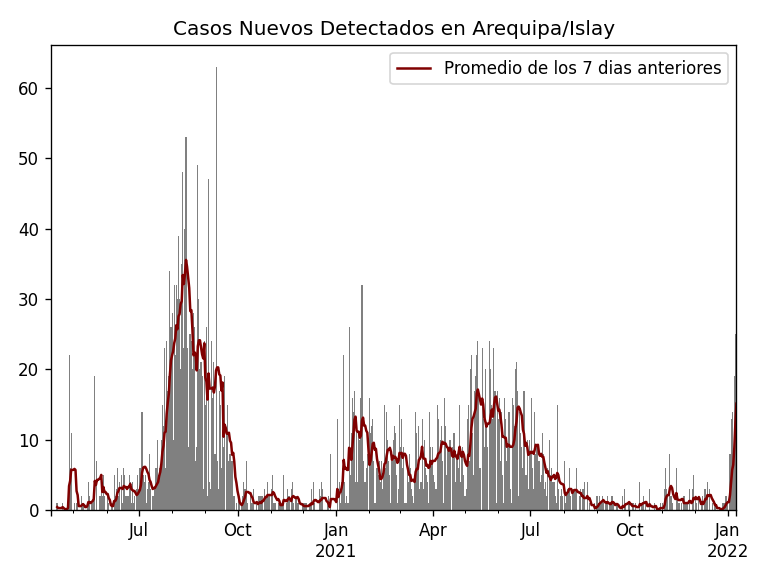 Casos Nuevos Detectados en Arequipa/Islay
Promedio de los 7 dias anteriores
60
50
40
30
20
10
0
Jul
Oct
Jan
2021
Apr
Jul
Oct
Jan
2022